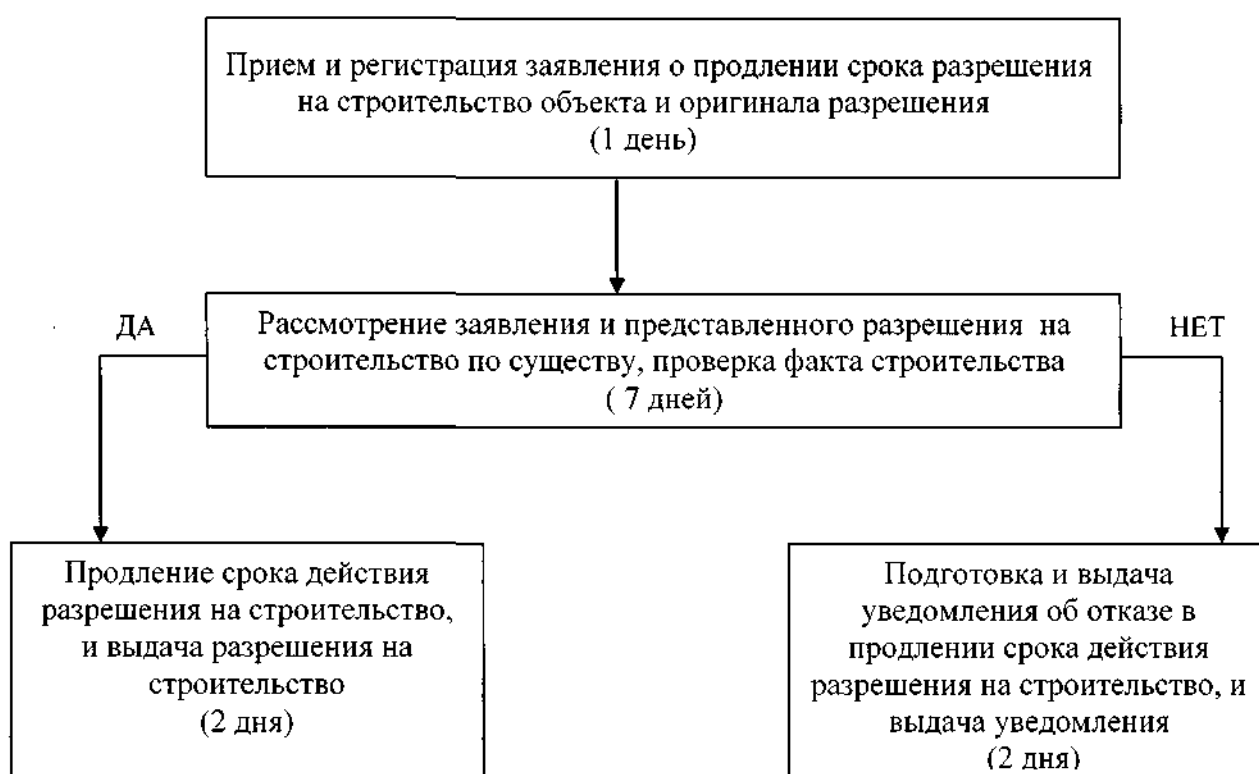 Прием и регистрация заявления о продлении срока разрешения
на строительство объекта и оригинала разрешения
(1 день)
ДА
Рассмотрение заявления и представленного разрешения на
строительство по существу, проверка факта строительства
( 7 дней)
НЕТ
Продление срока действия
разрешения на строительство,
и выдача разрешения на
строительство
(2 дня)
Подготовка и выдача
уведомления об отказе в
продлении срока действия
разрешения на строительство, и
выдача уведомления
(2 дня)